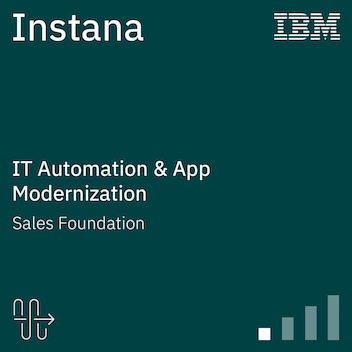 Instana
IBM
IT Automation & App
Modernization
Sales Foundation